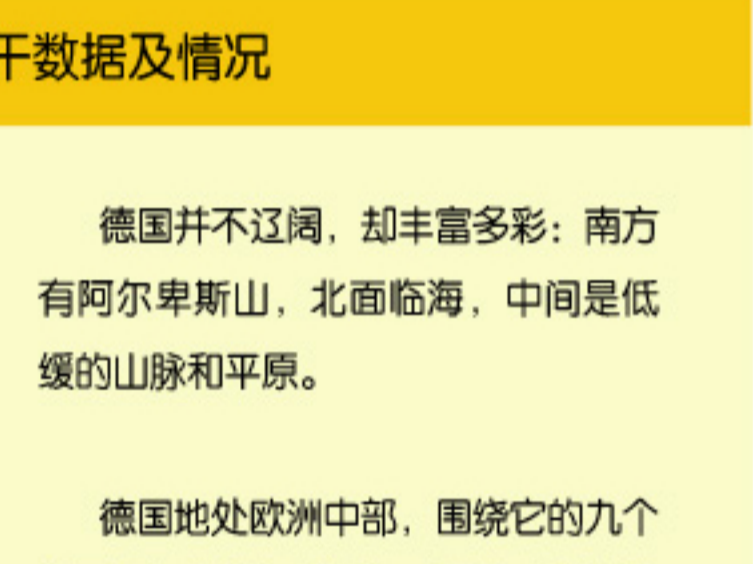 干数据及情况
德国并不辽阔，却丰富多彩：南方
有阿尔卑斯山，北面临海，中间是低
缓的山脉和平原。
德国地处欧洲中部，围绕它的九个